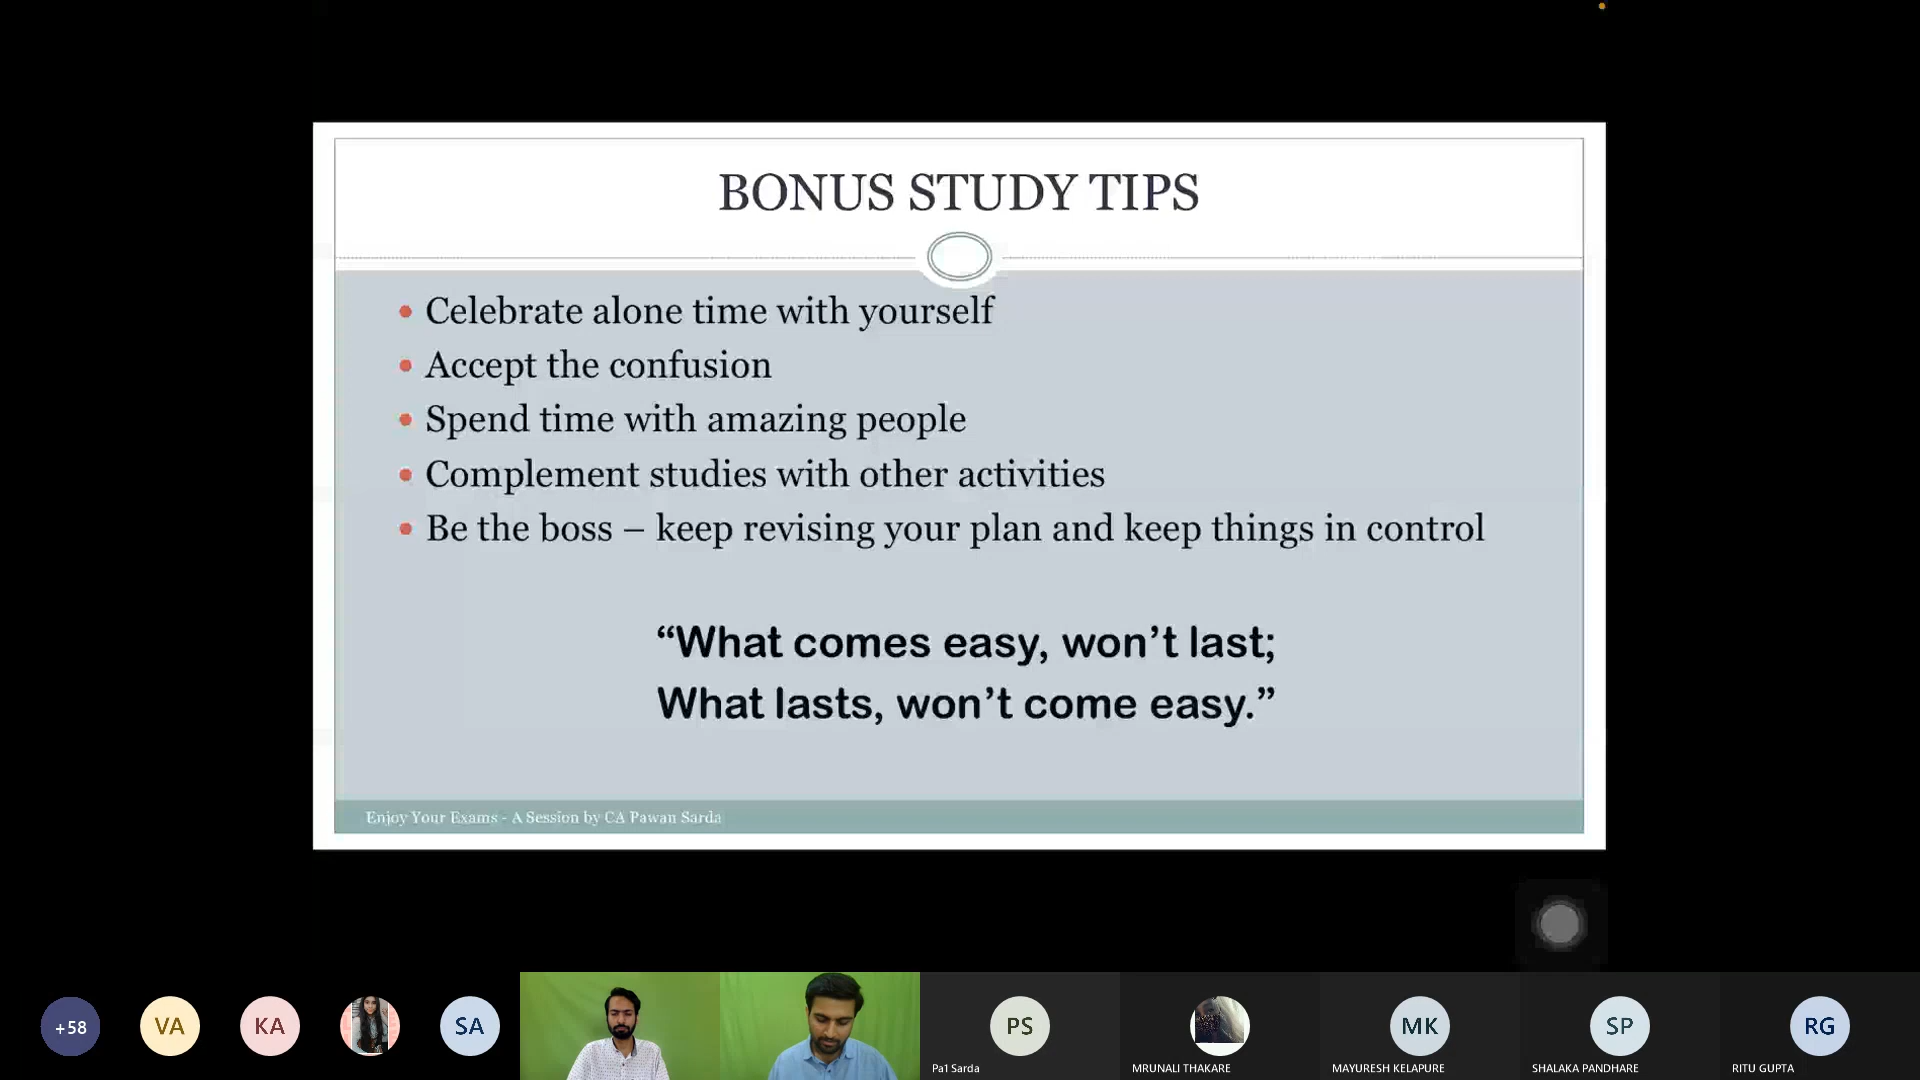 BONUS STUDY TIPS
• Celebrate alone time with yourself
• Accept the confusion
• Spend time with amazing people
• Complement studies with other activities
• Be the boss – keep revising your plan and keep things in control
“What comes easy, won’t last;
What lasts, won’t come easy.”
Enjoy Your Exams - A Session by CA Pawan Sarda
+58
VA
KA
SA
PS
MK
SP
RG
Pa1 Sarda
MRUNALI THAKARE
MAYURESH KELAPURE
SHALAKA PANDHARE
RITU GUPTA